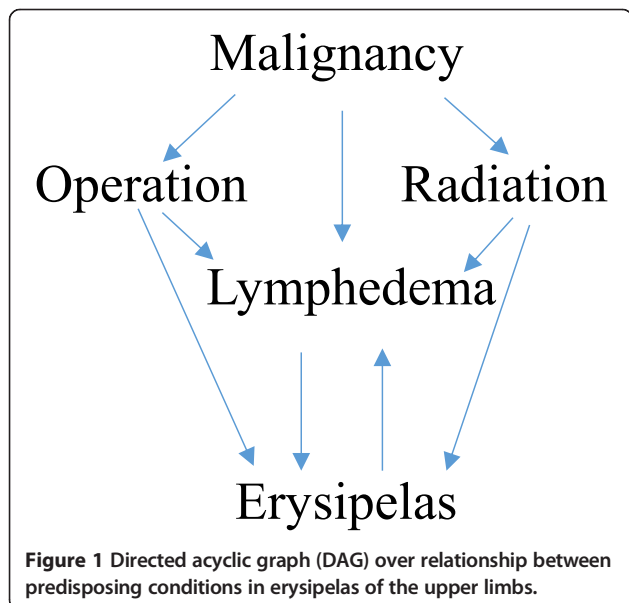 Malignancy
Operation Radiation
Lymphedema
Erysipelas
Figure 1 Directed acyclic graph (DAG) over relationship between
predisposing conditions in erysipelas of the upper limbs.